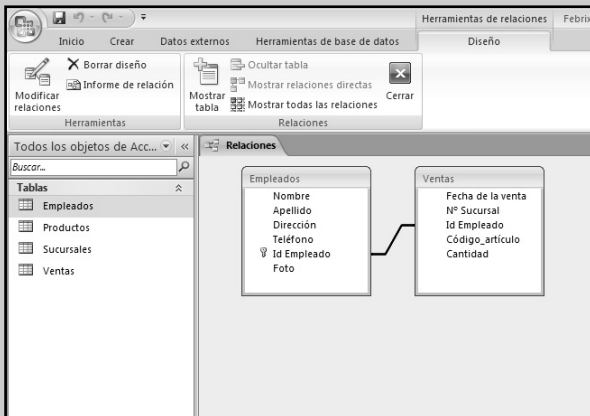 Herramientas de relaciones Febrix
Inicio Crear Datos externos Herramientas de base de datos Diseño
Modificar relaciones
Borrar diseño
Informe de relación
Herramientas
Mostrar tabla
Ocultar tabla
Mostrar relaciones directas
Mostrar todas las relaciones
Cerrar
Relaciones
Todos los objetos de Acc...
Buscar...
Tablas
Empleados
Productos
Sucursales
Ventas
Relaciones
Empleados
Nombre
Apellido
Dirección
Teléfono
Id Empleado
Foto
Ventas
Fecha de la venta
Nº Sucursal
Id Empleado
Código_artículo
Cantidad